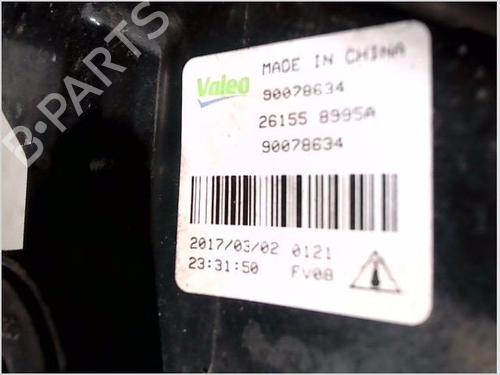 B-PARTS
Valeo
MADE IN CHINA
90078634
26155 8995A
90078634
2017/03/02 0121
23:31:50 FV08